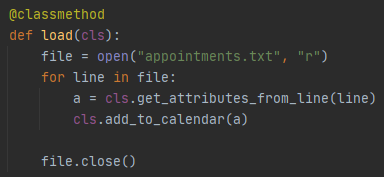 @classmethod
def load(cls):
    file = open("appointments.txt", "r")
    for line in file:
        a = cls.get_attributes_from_line(line)
        cls.add_to_calendar(a)

    file.close()